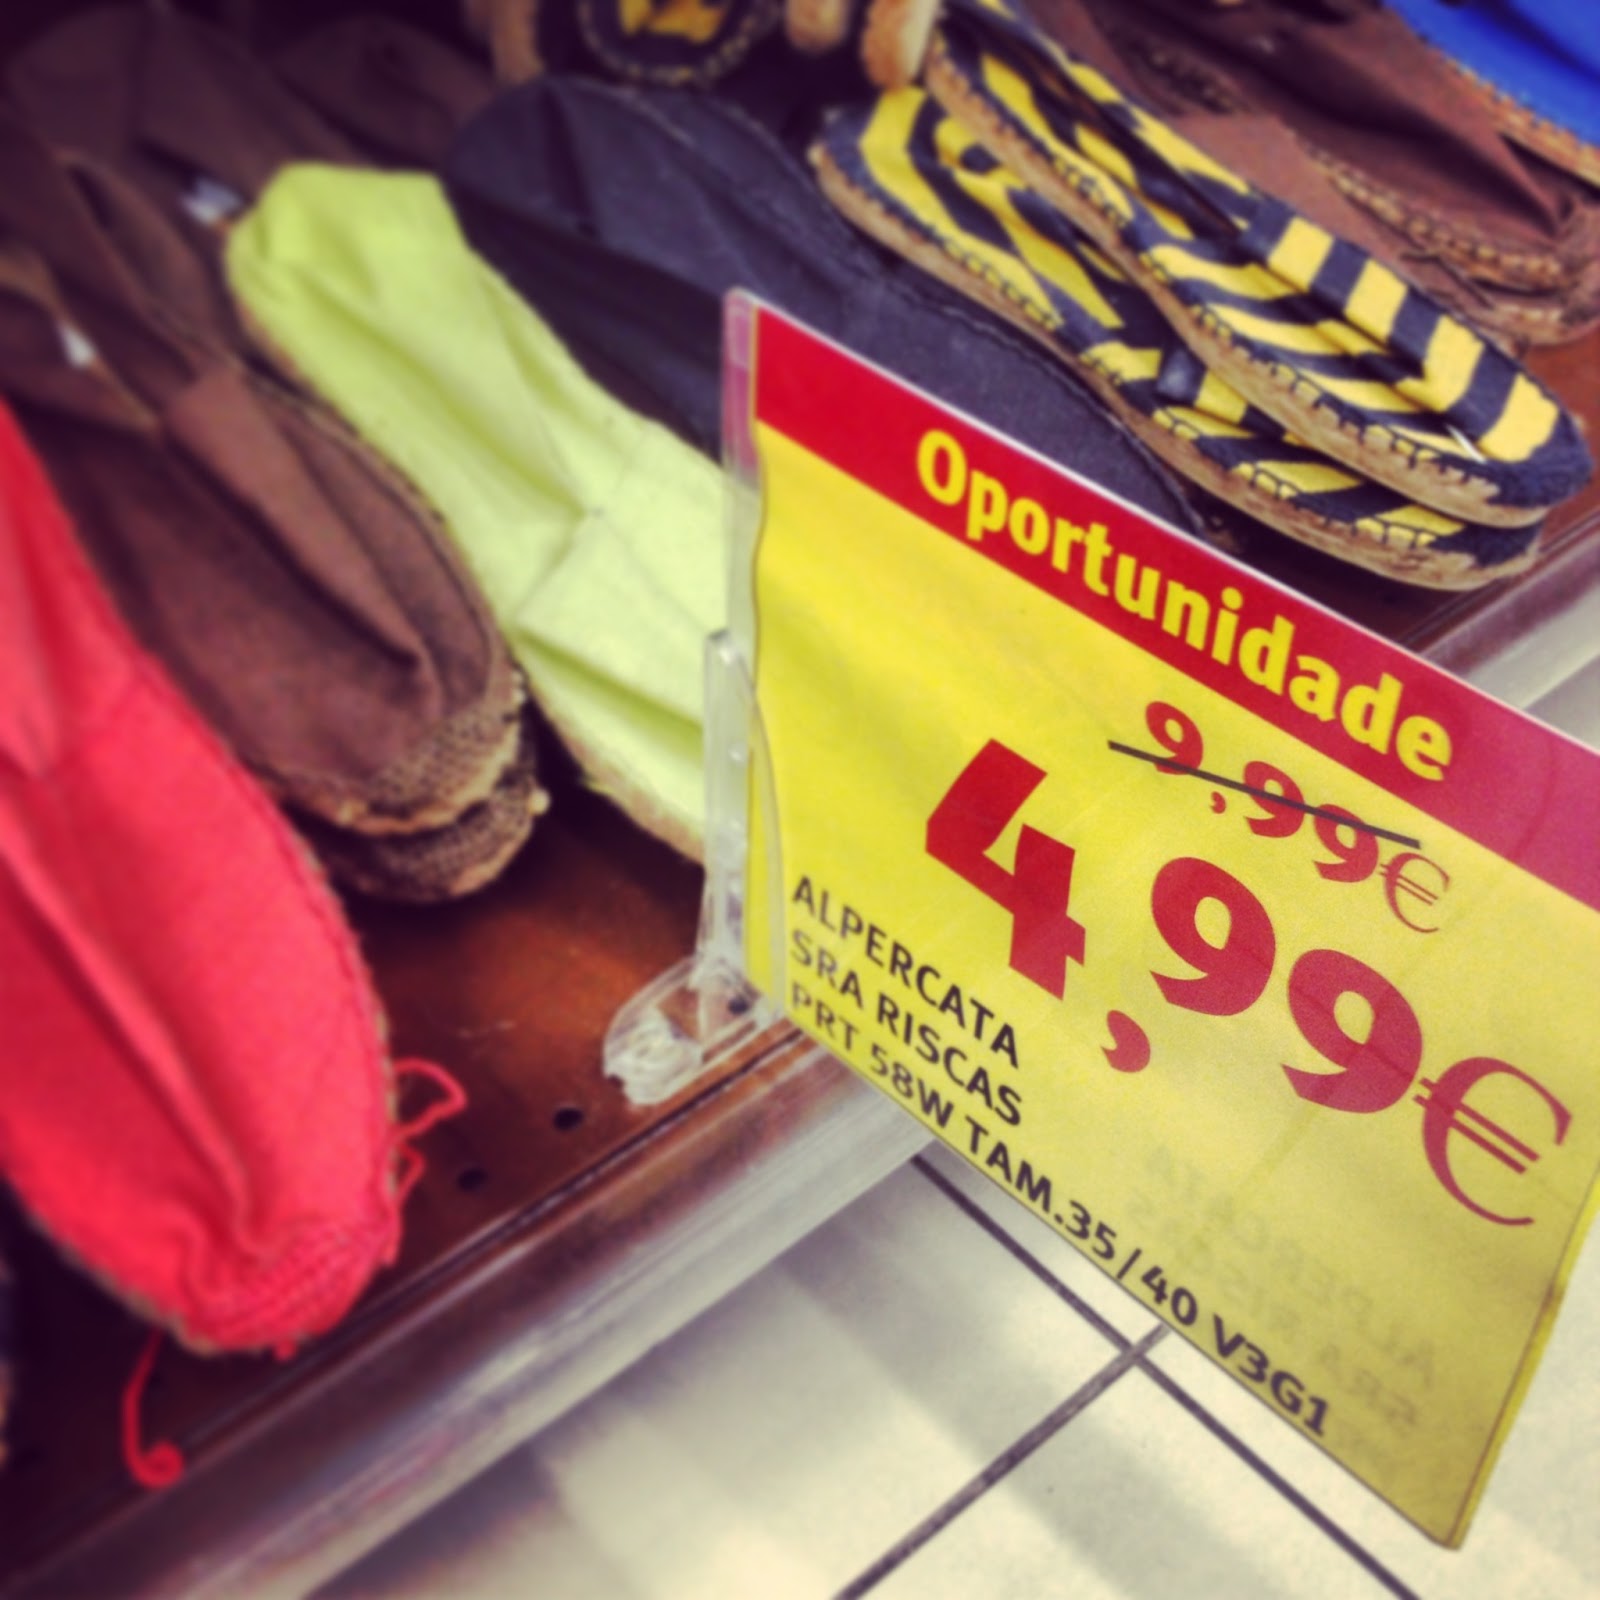 Oportunidade
9,99€
4,99€
ALPERCATA
SRA RISCAS
PRT 58W TAM.35/40 V3G1